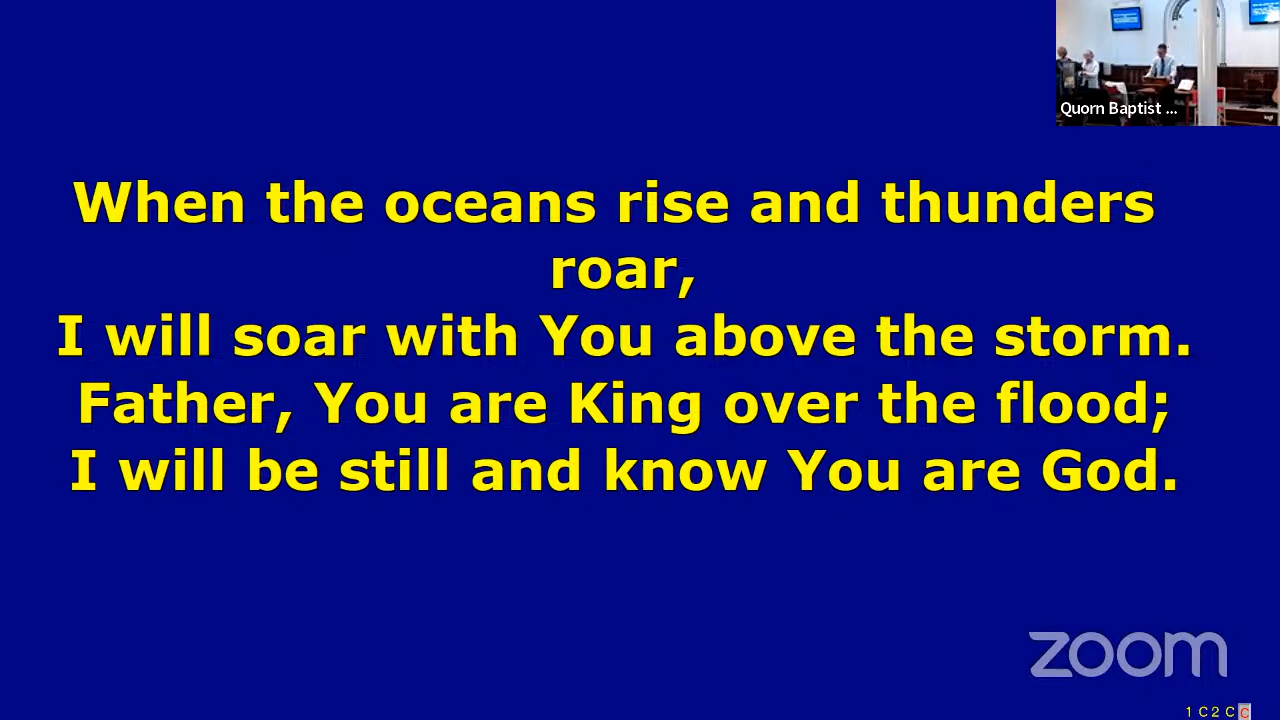 Quorn Baptist ...
When the oceans rise and thunders
roar,
I will soar with You above the storm.
Father, You are King over the flood;
I will be still and know You are God.
zoom
1 C 2 C C